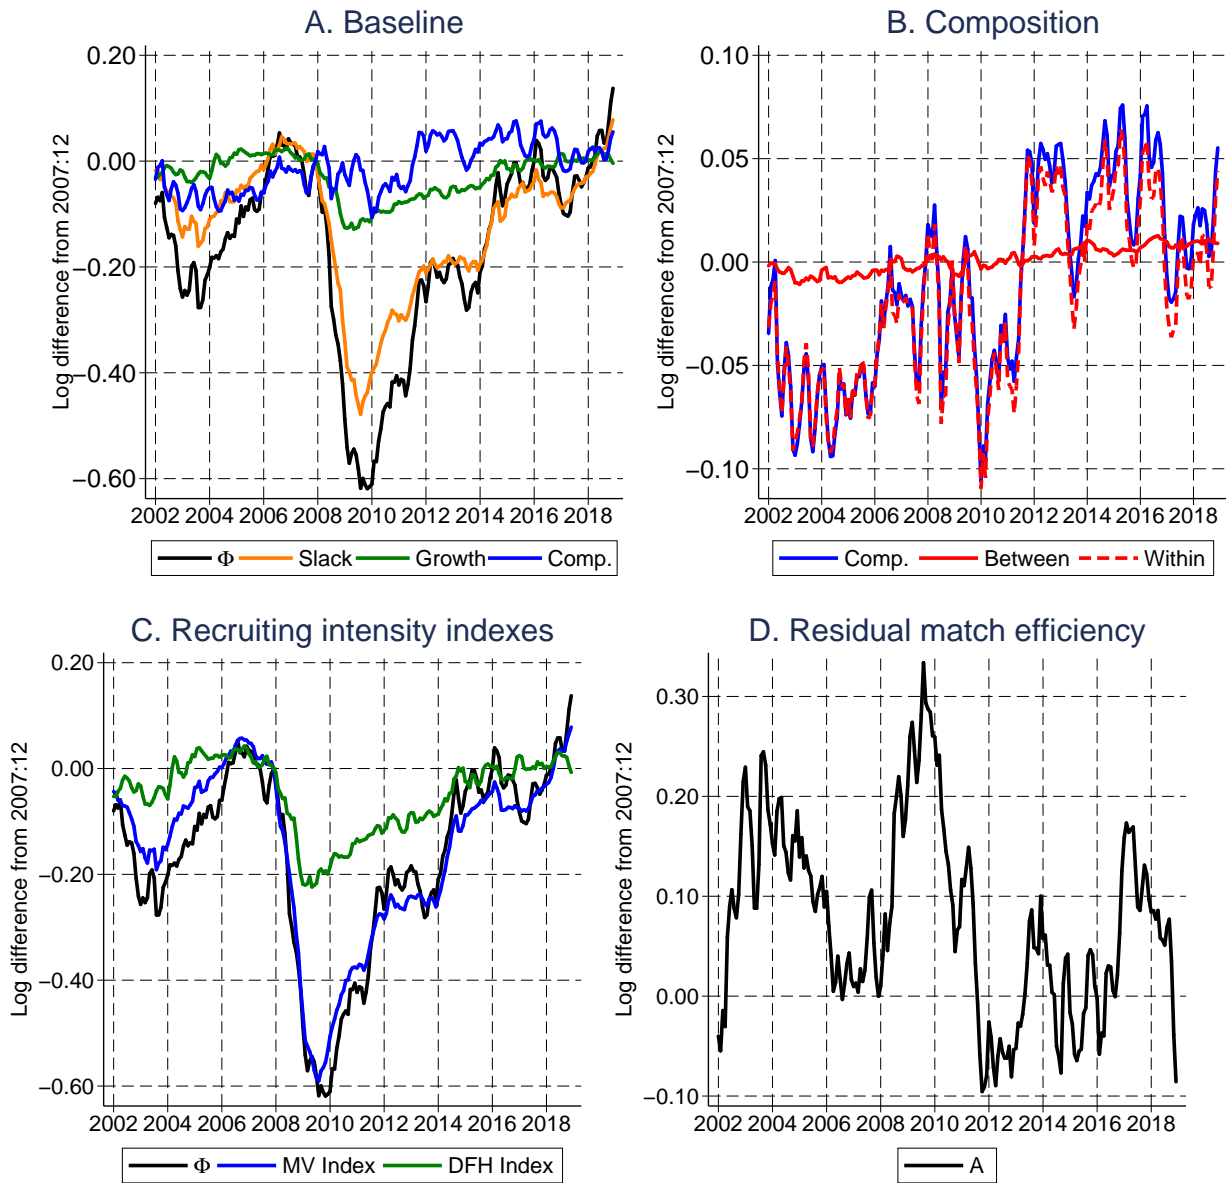 A. Baseline
Log difference from 2007:12
0.20
0.00
−0.20
−0.40
−0.60
2002 2004 2006 2008 2010 2012 2014 2016 2018
Φ Slack Growth Comp.
B. Composition
Log difference from 2007:12
0.10
0.05
0.00
−0.05
−0.10
2002 2004 2006 2008 2010 2012 2014 2016 2018
Comp. Between Within
C. Recruiting intensity indexes
Log difference from 2007:12
0.20
0.00
−0.20
−0.40
−0.60
2002 2004 2006 2008 2010 2012 2014 2016 2018
Φ MV Index DFH Index
D. Residual match efficiency
Log difference from 2007:12
0.30
0.20
0.10
0.00
−0.10
2002 2004 2006 2008 2010 2012 2014 2016 2018
A